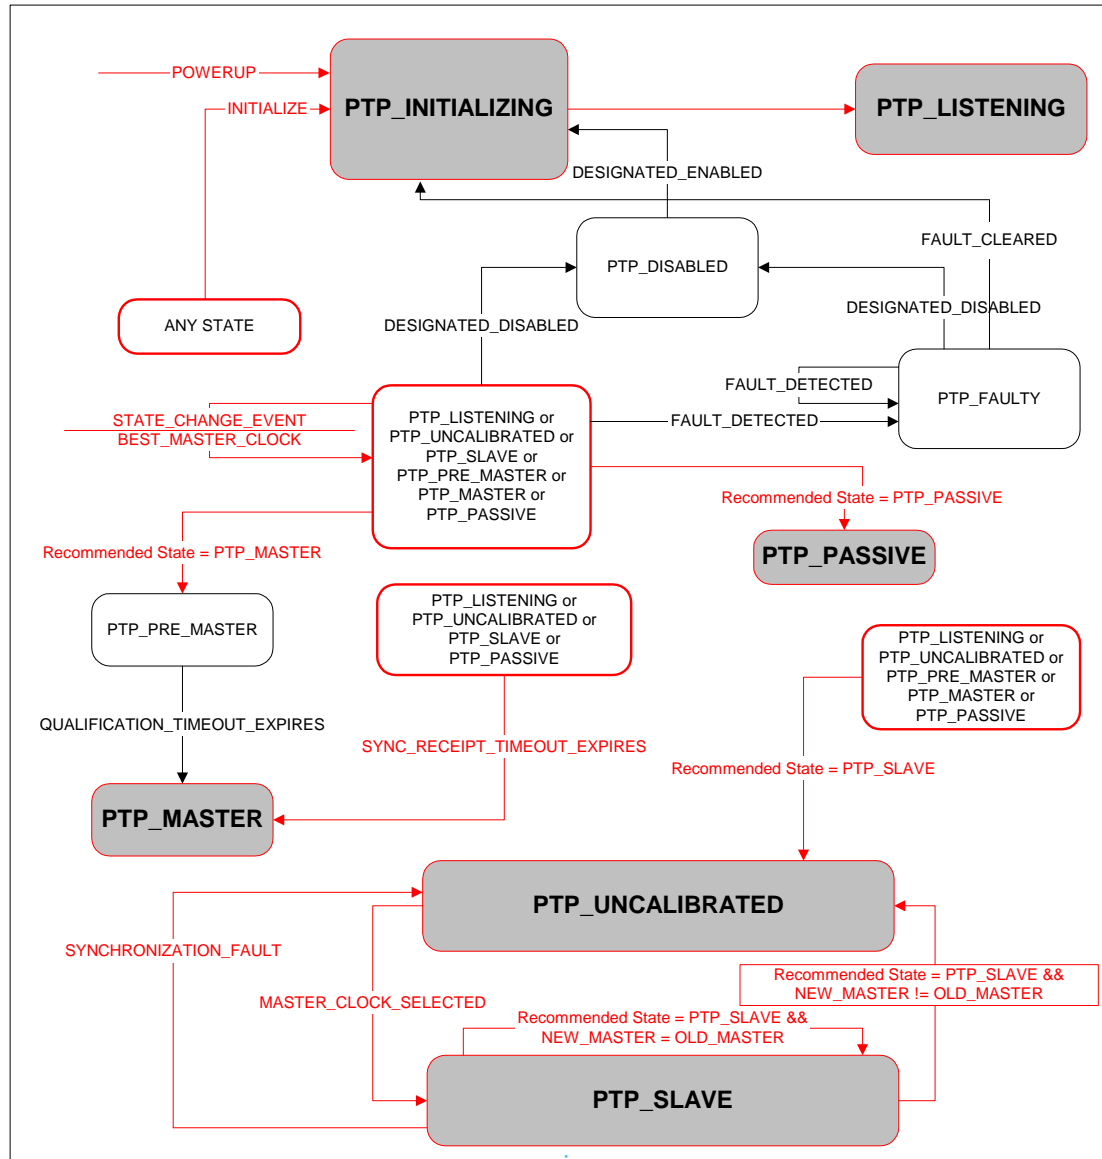 POWERUP
INITIALIZE
PTP_INITIALIZING
PTP_LISTENING
DESIGNATED_ENABLED
FAULT_CLEARED
PTP_DISABLED
ANY STATE
DESIGNATED_DISABLED
DESIGNATED_DISABLED
FAULT_DETECTED
PTP_FAULTY
STATE_CHANGE_EVENT
BEST_MASTER_CLOCK
PTP_LISTENING or
PTP_UNCALIBRATED or
PTP_SLAVE or
PTP_PRE_MASTER or
PTP_MASTER or
PTP_PASSIVE
FAULT_DETECTED
Recommended State = PTP_PASSIVE
PTP_PASSIVE
Recommended State = PTP_MASTER
PTP_PRE_MASTER
PTP_LISTENING or
PTP_UNCALIBRATED or
PTP_SLAVE or
PTP_PASSIVE
PTP_LISTENING or
PTP_UNCALIBRATED or
PTP_PRE_MASTER or
PTP_MASTER or
PTP_PASSIVE
QUALIFICATION_TIMEOUT_EXPIRES
SYNC_RECEIPT_TIMEOUT_EXPIRES
Recommended State = PTP_SLAVE
PTP_MASTER
PTP_UNCALIBRATED
SYNCHRONIZATION_FAULT
MASTER_CLOCK_SELECTED
Recommended State = PTP_SLAVE &&
NEW_MASTER != OLD_MASTER
Recommended State = PTP_SLAVE &&
NEW_MASTER = OLD_MASTER
PTP_SLAVE